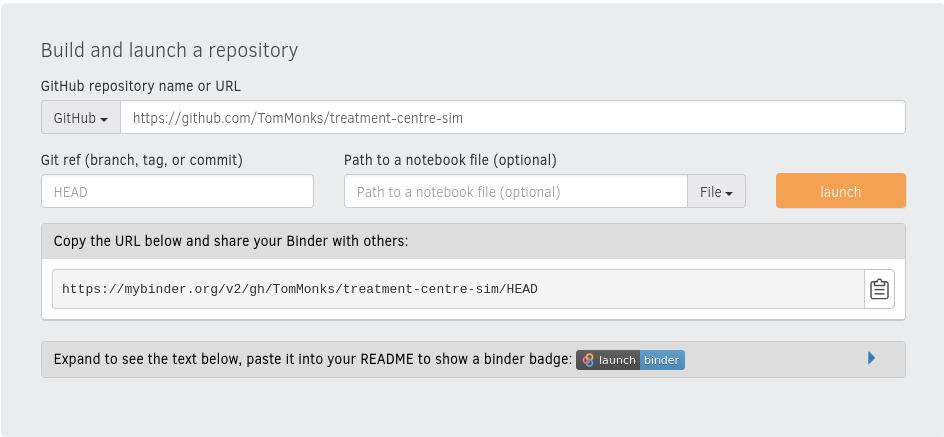 Build and launch a repository
GitHub repository name or URL
GitHub https://github.com/TomMonks/treatment-centre-sim
Git ref (branch, tag, or commit) Path to a notebook file (optional)
HEAD Path to a notebook file (optional) File launch
Copy the URL below and share your Binder with others:
https://mybinder.org/v2/gh/TomMonks/treatment-centre-sim/HEAD
Expand to see the text below, paste it into your README to show a binder badge: launch binder